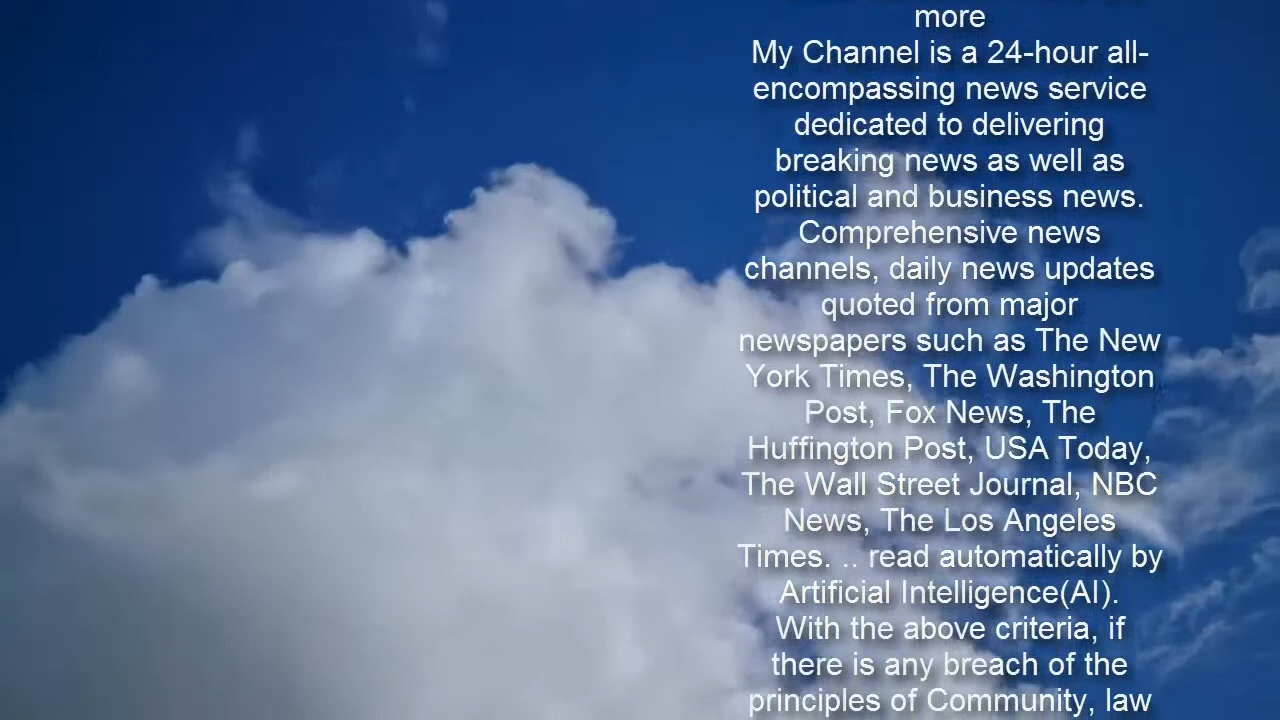 more
My Channel is a 24-hour all-
encompassing news service
dedicated to delivering
breaking news as well as
political and business news.
Comprehensive news
channels, daily news updates
quoted from major
newspapers such as The New
York Times, The Washington
Post, Fox News, The
Huffington Post, USA Today,
The Wall Street Journal, NBC
News, The Los Angeles
Times. .. read automatically by
Artificial Intelligence(AI).
With the above criteria, if
there is any breach of the
principles of Community, law